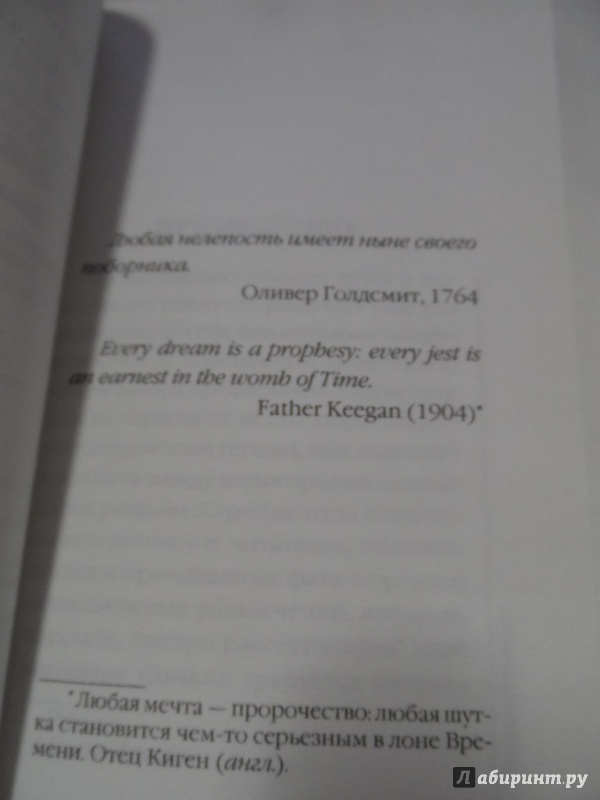 Любая нелепость имеет ныне своего
поборника.
Оливер Голдсмит, 1764
Every dream is a prophesy: every jest is
an earnest in the womb of Time.
Father Keegan (1904)*
*Любая мечта — пророчество: любая шут-
ка становится чем-то серьезным в лоне Вре-
мени. Отец Киген (англ.).
Лабиринт.ру